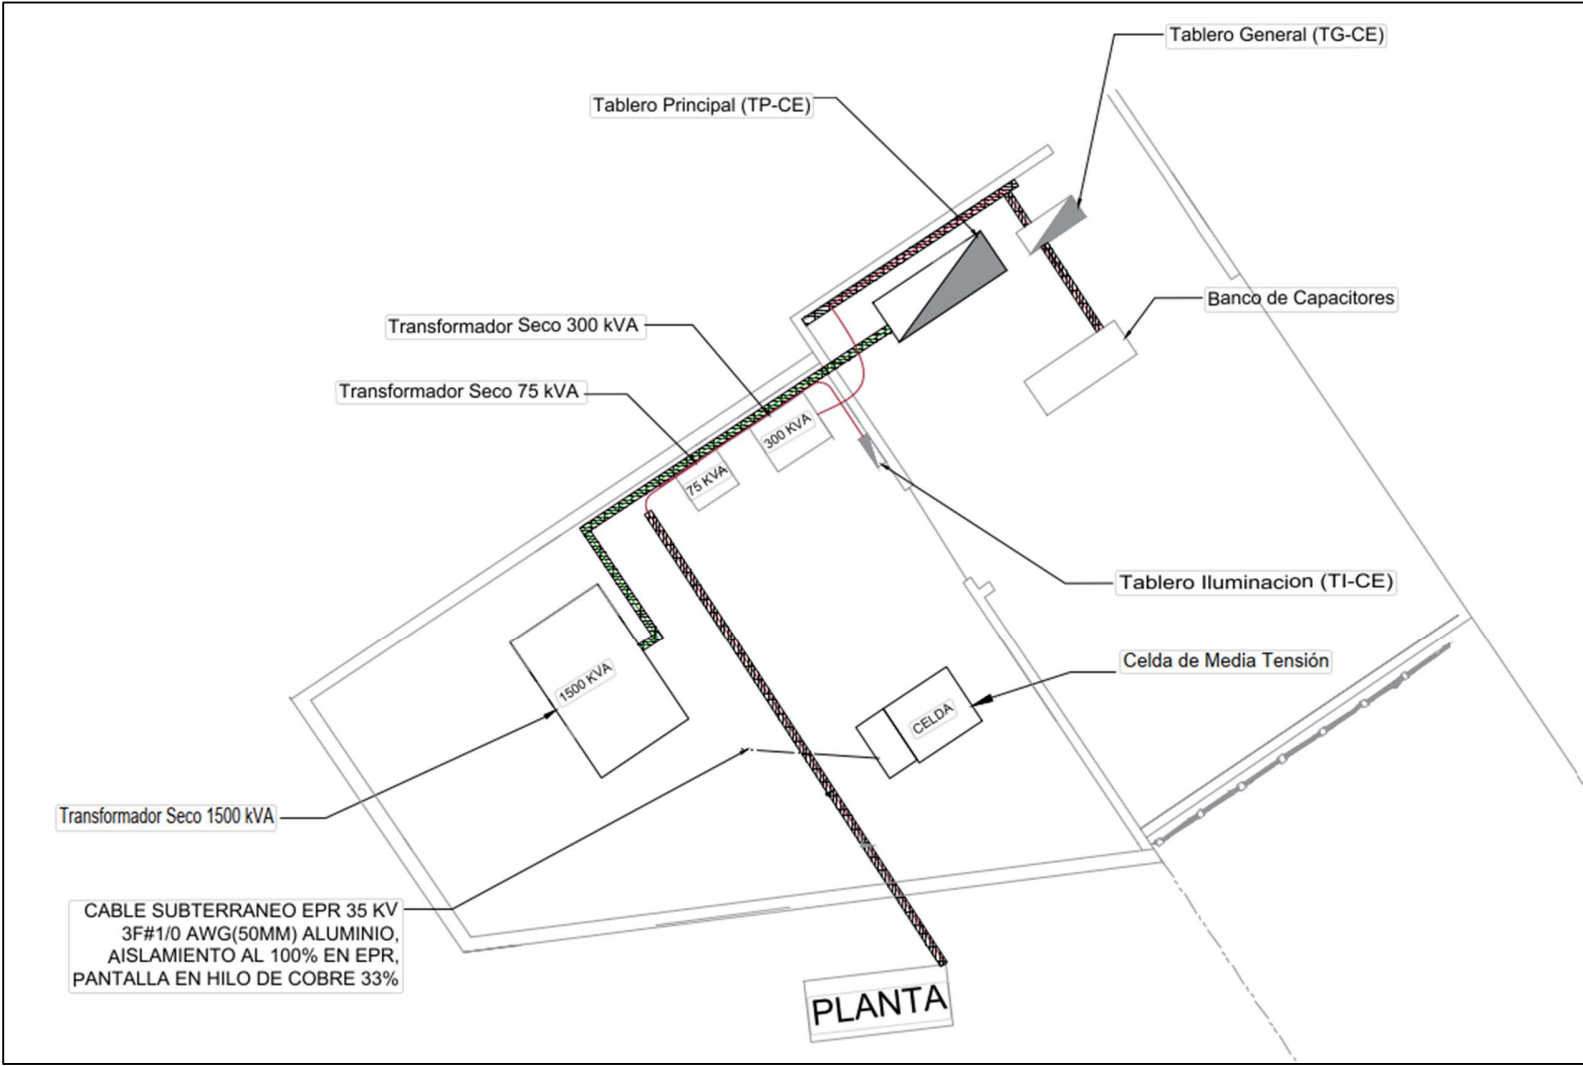 Tablero General (TG-CE)
Tablero Principal (TP-CE)
Banco de Capacitores
Transformador Seco 300 kVA
Transformador Seco 75 kVA
300 KVA
75 KVA
Tablero Iluminacion (TI-CE)
Celda de Media Tensión
1500 KVA
CELDA
Transformador Seco 1500 kVA
CABLE SUBTERRANEO EPR 35 KV
3F#1/0 AWG(50MM) ALUMINIO,
AISLAMIENTO AL 100% EN EPR,
PANTALLA EN HILO DE COBRE 33%
PLANTA